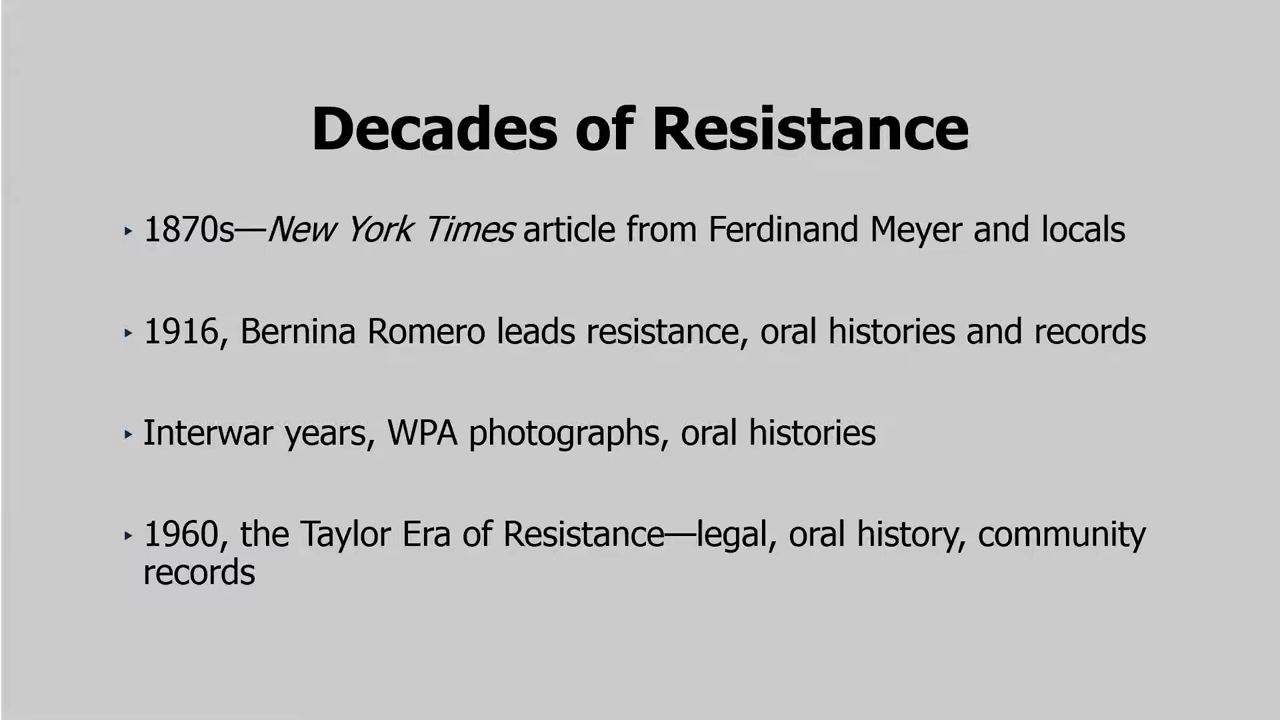 Decades of Resistance
‣ 1870s—New York Times article from Ferdinand Meyer and locals
‣ 1916, Bernina Romero leads resistance, oral histories and records
‣ Interwar years, WPA photographs, oral histories
‣ 1960, the Taylor Era of Resistance—legal, oral history, community
records